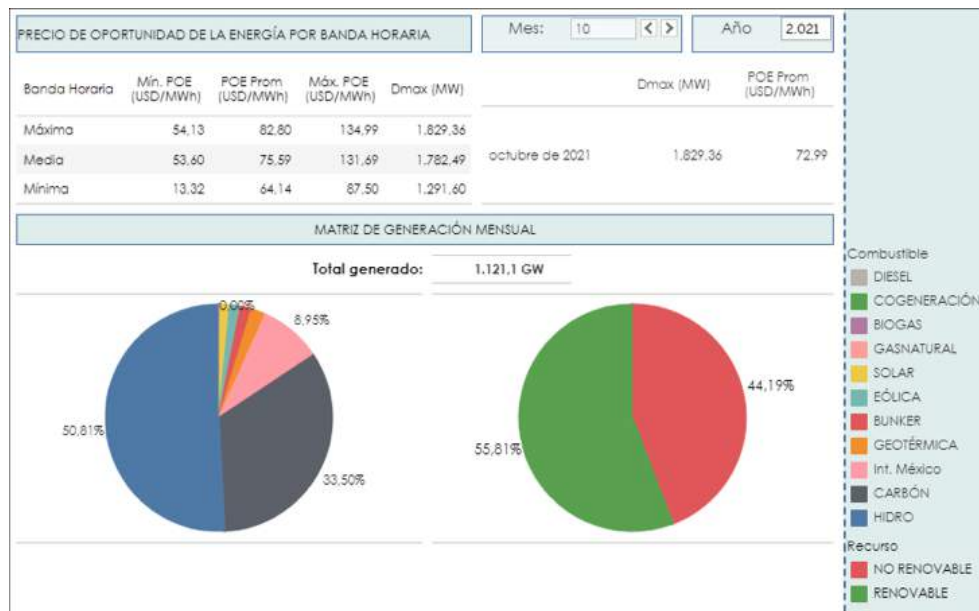 PRECIO DE OPORTUNIDAD DE LA ENERGÍA POR BANDA HORARIA
Mes: 10
Año 2.021
Banda Horaria Mín. POE (USD/MWh) POE Prom (USD/MWh) Máx. POE (USD/MWh) Dmax (MW)
Máxima 54,13 82,80 134,99 1.829,36
Media 53,60 75,59 131,69 1.782,49
Mínima 13,32 64,14 87,50 1.291,60
Dmax (MW) POE Prom (USD/MWh)
octubre de 2021 1.829,36 72,99
MATRIZ DE GENERACIÓN MENSUAL
Total generado: 1.121,1 GW
0,00%
8,95%
50,81%
33,50%
44,19%
55,81%
Combustible
DIESEL
COGENERACIÓN
BIOGAS
GASNATURAL
SOLAR
EÓLICA
BUNKER
GEOTÉRMICA
Int. México
CARBÓN
HIDRO
Recurso
NO RENOVABLE
RENOVABLE